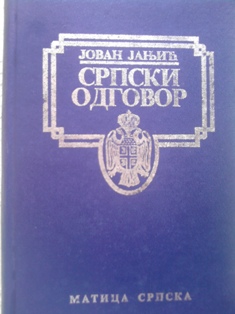 ЈОВАН ЈАЊИЋ
СРПСКИ
ОДГОВОР
МАТИЦА СРПСКА